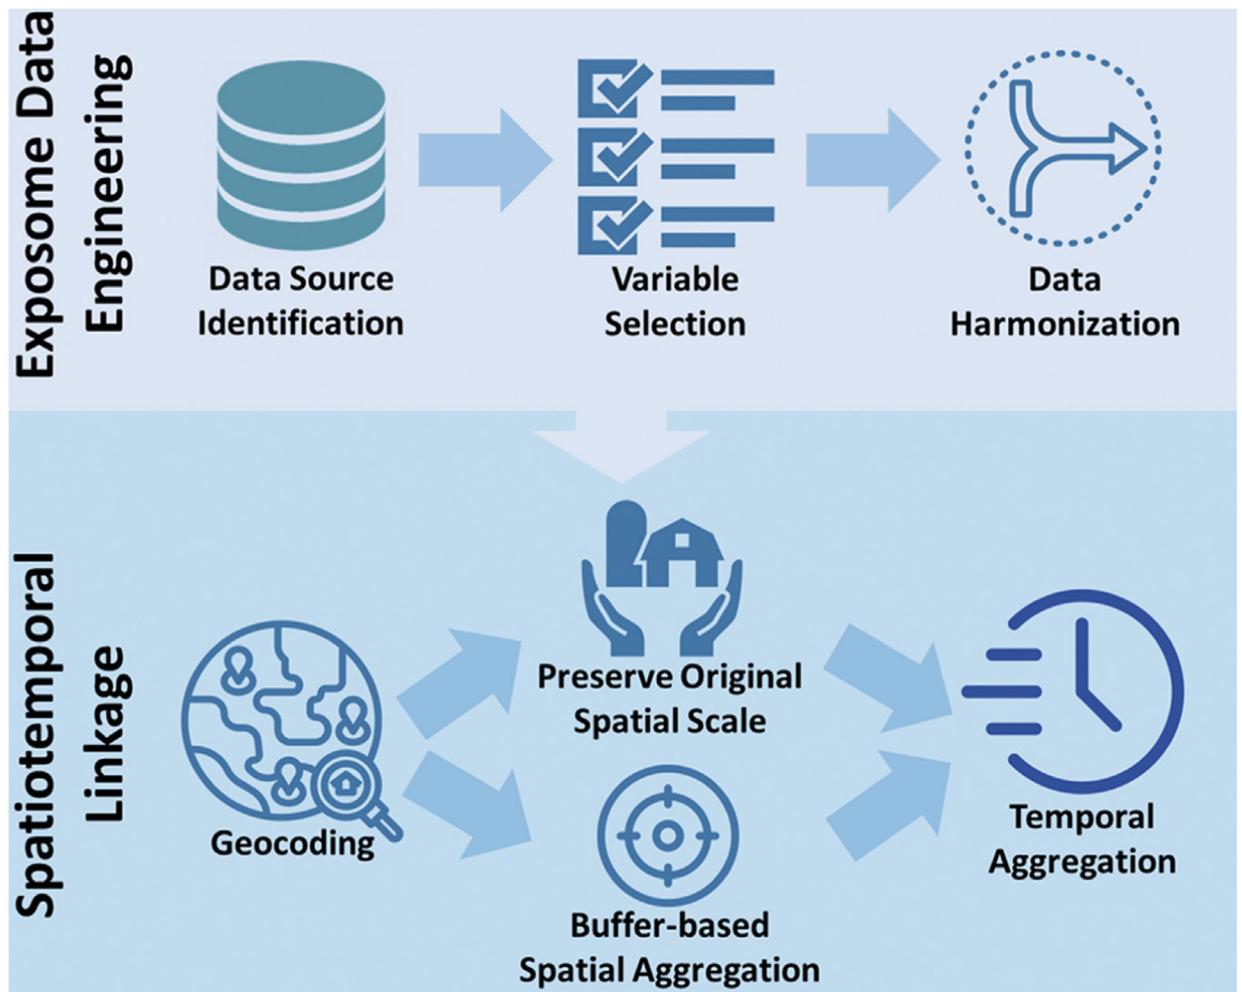 Exposome Data
Engineering
Data Source
Identification
Variable
Selection
Data
Harmonization
Spatiotemporal
Linkage
Geocoding
Preserve Original
Spatial Scale
Buffer-based
Spatial Aggregation
Temporal
Aggregation